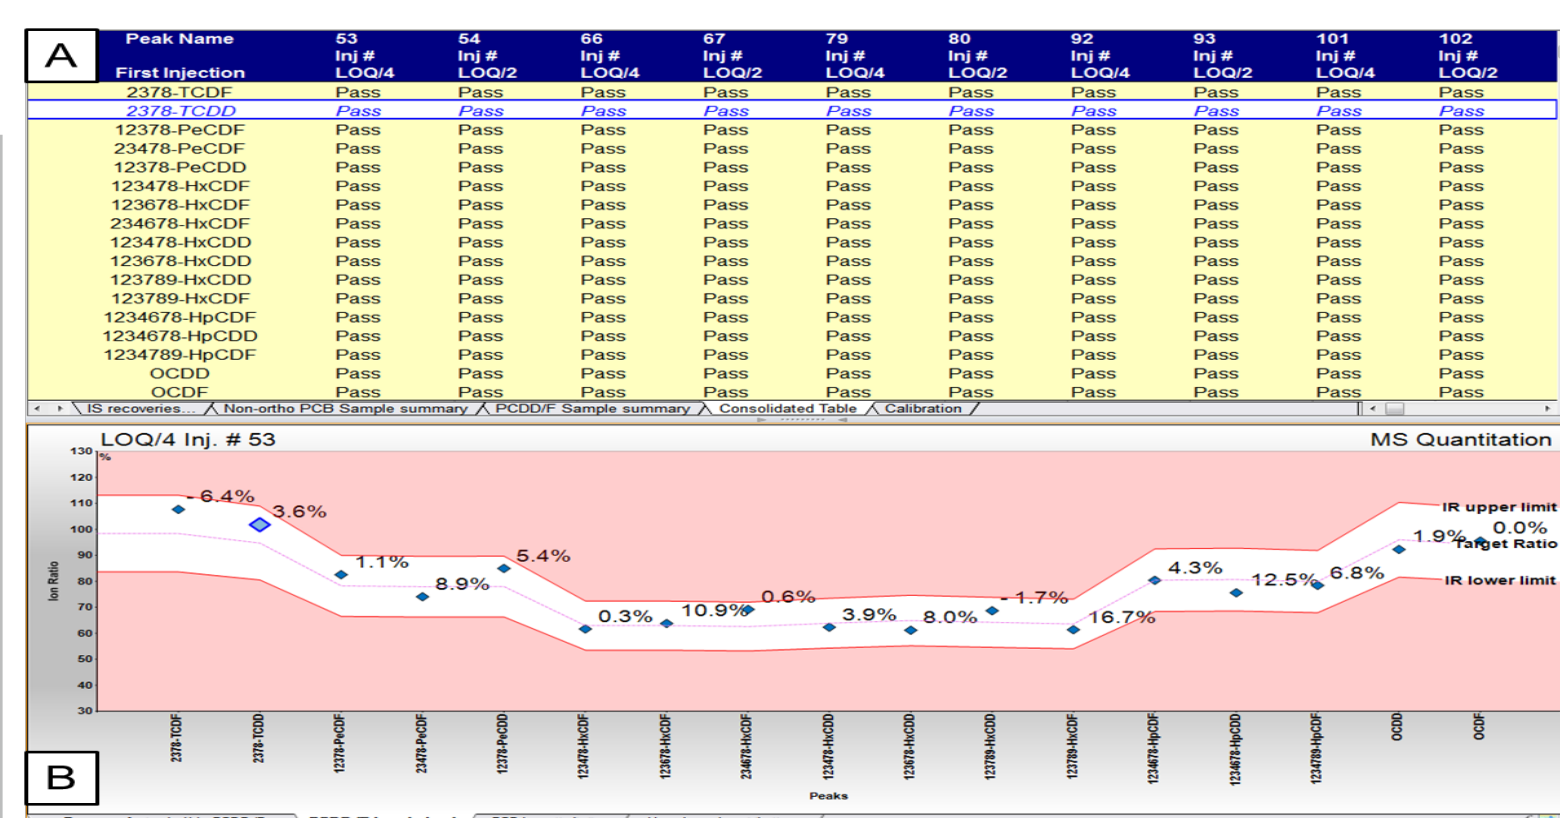 A
Peak Name 53 54 66 67 79 80 92 93 101 102
Inj # Inj # Inj # Inj # Inj # Inj # Inj # Inj # Inj # Inj #
First Injection LOQ/4 LOQ/2 LOQ/4 LOQ/2 LOQ/4 LOQ/2 LOQ/4 LOQ/2 LOQ/4 LOQ/2
2378-TCDF Pass Pass Pass Pass Pass Pass Pass Pass Pass Pass
2378-TCDD Pass Pass Pass Pass Pass Pass Pass Pass Pass Pass
12378-PeCDF Pass Pass Pass Pass Pass Pass Pass Pass Pass Pass
23478-PeCDF Pass Pass Pass Pass Pass Pass Pass Pass Pass Pass
12378-PeCDD Pass Pass Pass Pass Pass Pass Pass Pass Pass Pass
123478-HxCDF Pass Pass Pass Pass Pass Pass Pass Pass Pass Pass
123678-HxCDF Pass Pass Pass Pass Pass Pass Pass Pass Pass Pass
234678-HxCDF Pass Pass Pass Pass Pass Pass Pass Pass Pass Pass
123478-HxCDD Pass Pass Pass Pass Pass Pass Pass Pass Pass Pass
123678-HxCDD Pass Pass Pass Pass Pass Pass Pass Pass Pass Pass
123789-HxCDD Pass Pass Pass Pass Pass Pass Pass Pass Pass Pass
123789-HxCDF Pass Pass Pass Pass Pass Pass Pass Pass Pass Pass
1234678-HpCDF Pass Pass Pass Pass Pass Pass Pass Pass Pass Pass
1234678-HpCDD Pass Pass Pass Pass Pass Pass Pass Pass Pass Pass
1234789-HpCDF Pass Pass Pass Pass Pass Pass Pass Pass Pass Pass
OCDD Pass Pass Pass Pass Pass Pass Pass Pass Pass Pass
OCDF Pass Pass Pass Pass Pass Pass Pass Pass Pass Pass
IS recoveries... Non-ortho PCB Sample summary PCDD/F Sample summary Consolidated Table Calibration
LOQ/4 Inj. # 53 MS Quantitation
%
130
120
110
100
90
80
70
60
50
40
30
Ion Ratio
- 6.4%
3.6%
1.1%
8.9%
5.4%
0.3%
10.9%
0.6%
3.9%
8.0%
- 1.7%
16.7%
4.3%
12.5%
6.8%
1.9%
0.0%
IR upper limit
Target Ratio
IR lower limit
2378-TCDF
2378-TCDD
12378-PeCDF
23478-PeCDF
12378-PeCDD
123478-HxCDF
123678-HxCDF
234678-HxCDF
123478-HxCDD
123678-HxCDD
123789-HxCDD
123789-HxCDF
1234678-HpCDF
1234678-HpCDD
1234789-HpCDF
OCDD
OCDF
Peaks
B